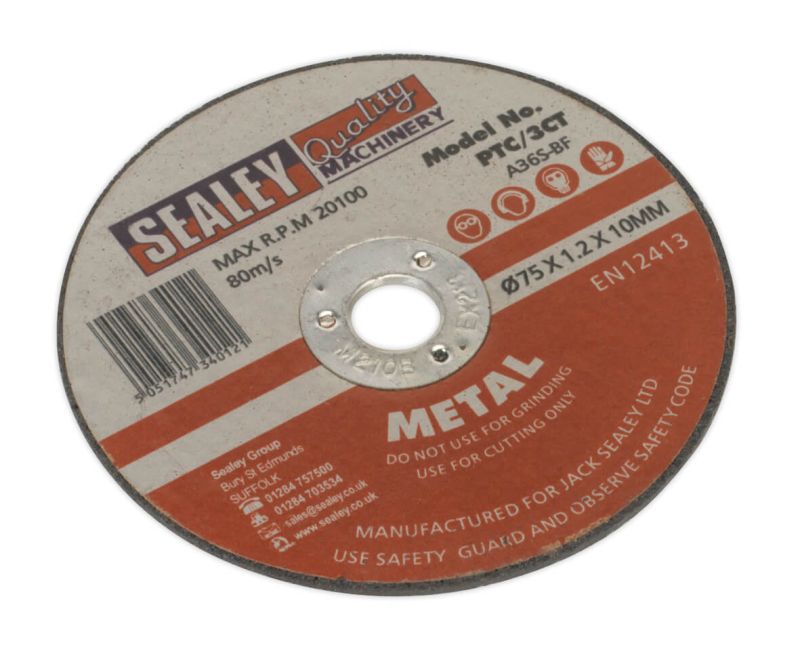 SEALEY
Quality
MACHINERY
Model No.
PTC/3CT
A36S-BF
MAX R.P.M 20100
80m/s
Ø75 X 1.2 X 10MM
EN12413
5 051747 340121
METAL
DO NOT USE FOR GRINDING
USE FOR CUTTING ONLY
Sealey Group
Bury St Edmunds
SUFFOLK
01284 757500
01284 703534
sales@sealey.co.uk
www.sealey.co.uk
MANUFACTURED FOR JACK SEALEY LTD
USE SAFETY GUARD AND OBSERVE SAFETY CODE